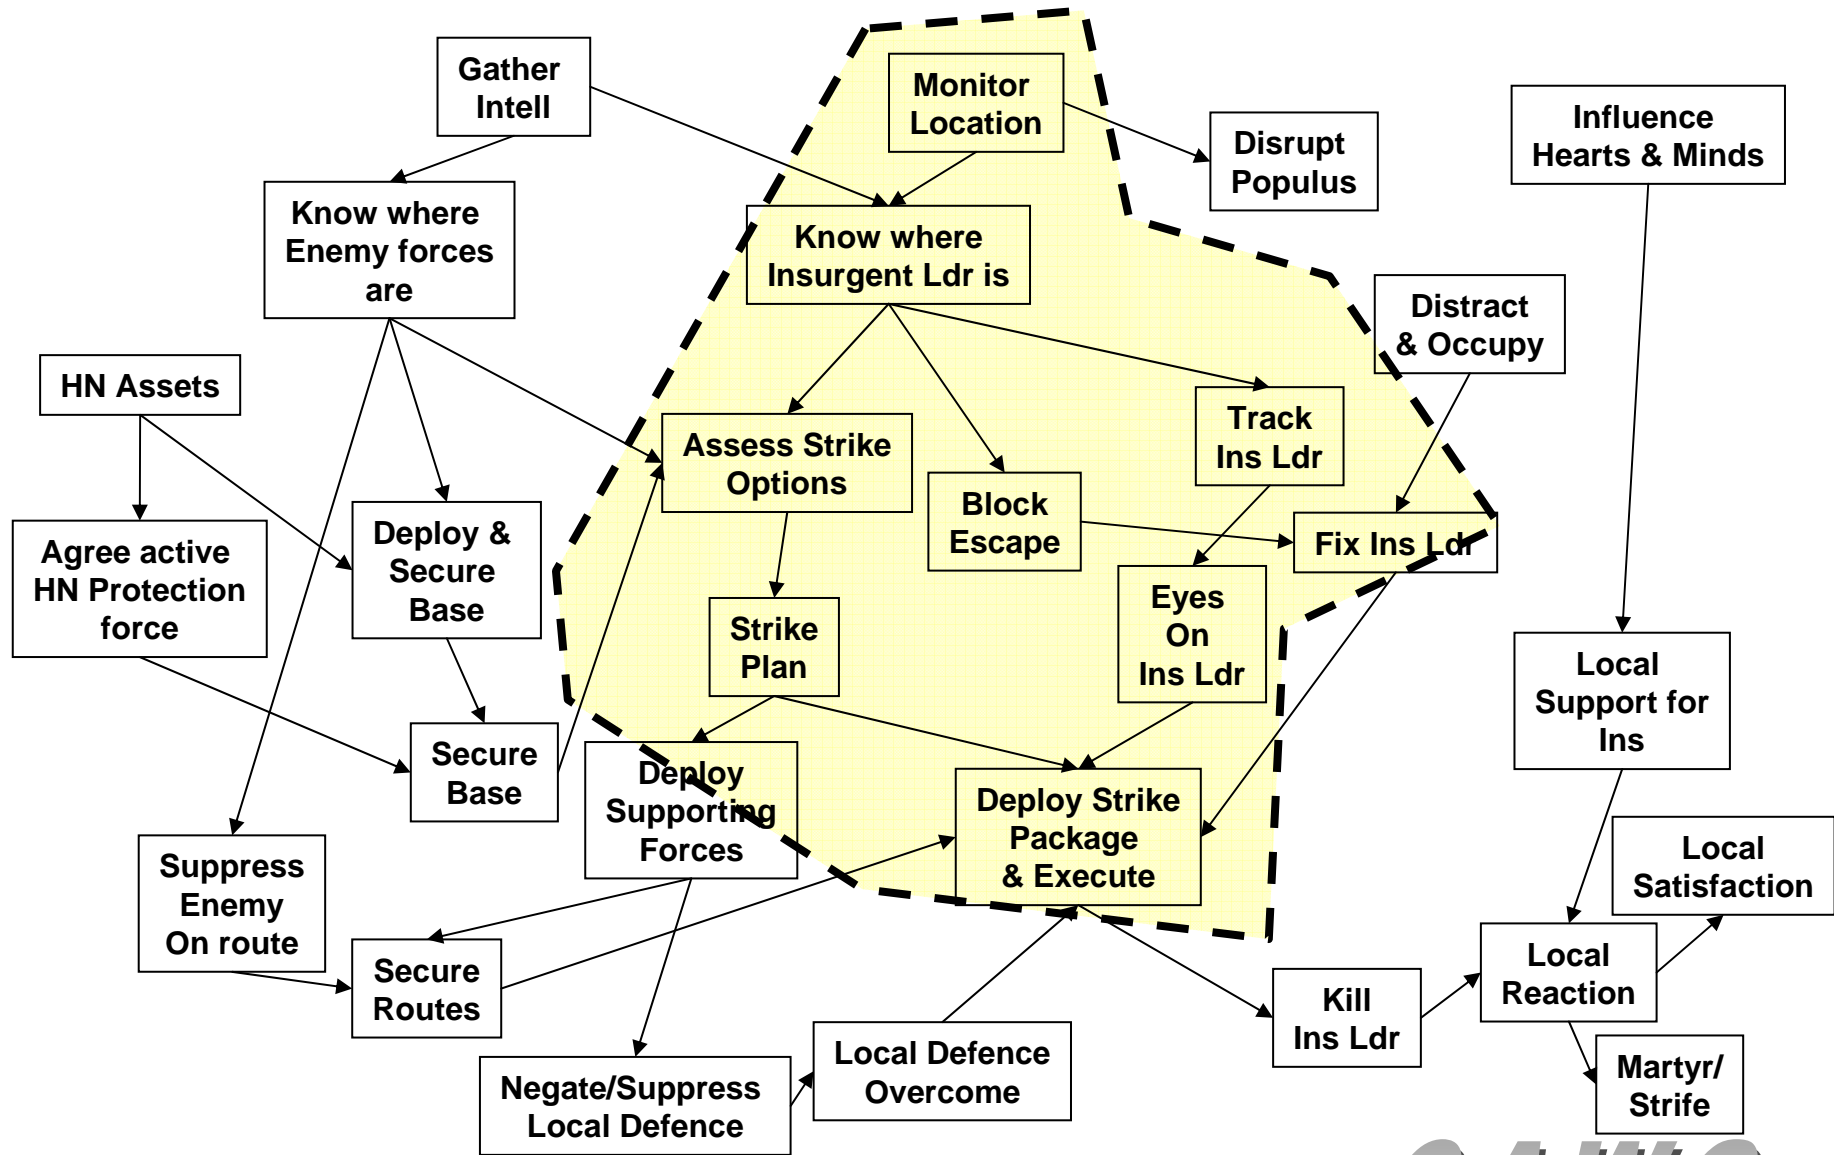 Gather
Intell
Monitor
Location
Influence
Hearts & Minds
Disrupt
Populus
Know where
Enemy forces
are
Know where
Insurgent Ldr is
Distract
& Occupy
HN Assets
Track
Ins Ldr
Assess Strike
Options
Block
Escape
Deploy &
Secure
Base
Fix Ins Ldr
Agree active
HN Protection
force
Eyes
On
Ins Ldr
Strike
Plan
Local
Support for
Ins
Secure
Base
Deploy
Supporting
Forces
Deploy Strike
Package
& Execute
Local
Satisfaction
Suppress
Enemy
On route
Secure
Routes
Local
Reaction
Kill
Ins Ldr
Local Defence
Overcome
Negate/Suppress
Local Defence
Martyr/
Strife